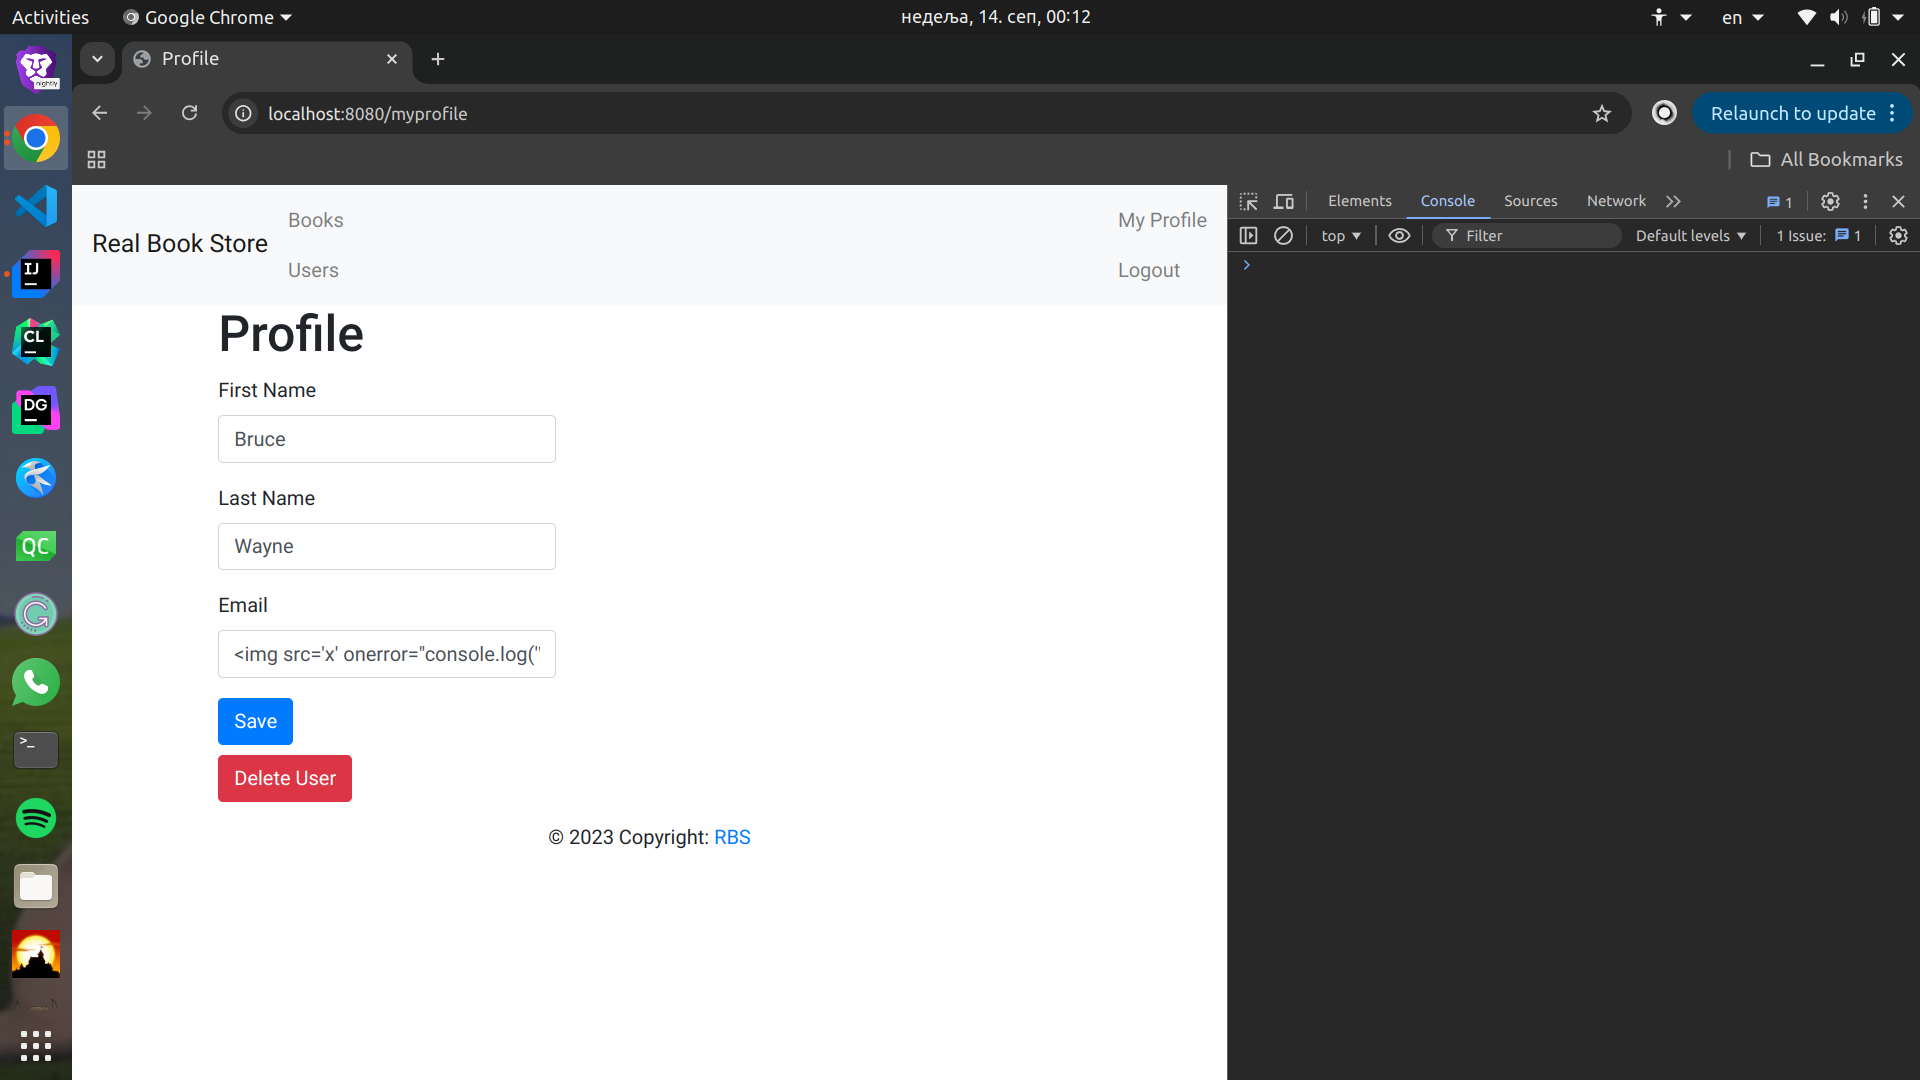 Activities
Google Chrome
недеља, 14. сеп, 00:12
en
Profile
localhost:8080/myprofile
Relaunch to update
All Bookmarks
nightly
IJ
CL
DG
QC
>_
Real Book Store
Books
Users
My Profile
Logout
Profile
First Name
Bruce
Last Name
Wayne
Email
<img src='x' onerror="console.log('
Save
Delete User
© 2023 Copyright: RBS
Elements
Console
Sources
Network
1
top
Filter
Default levels
1 Issue:
1